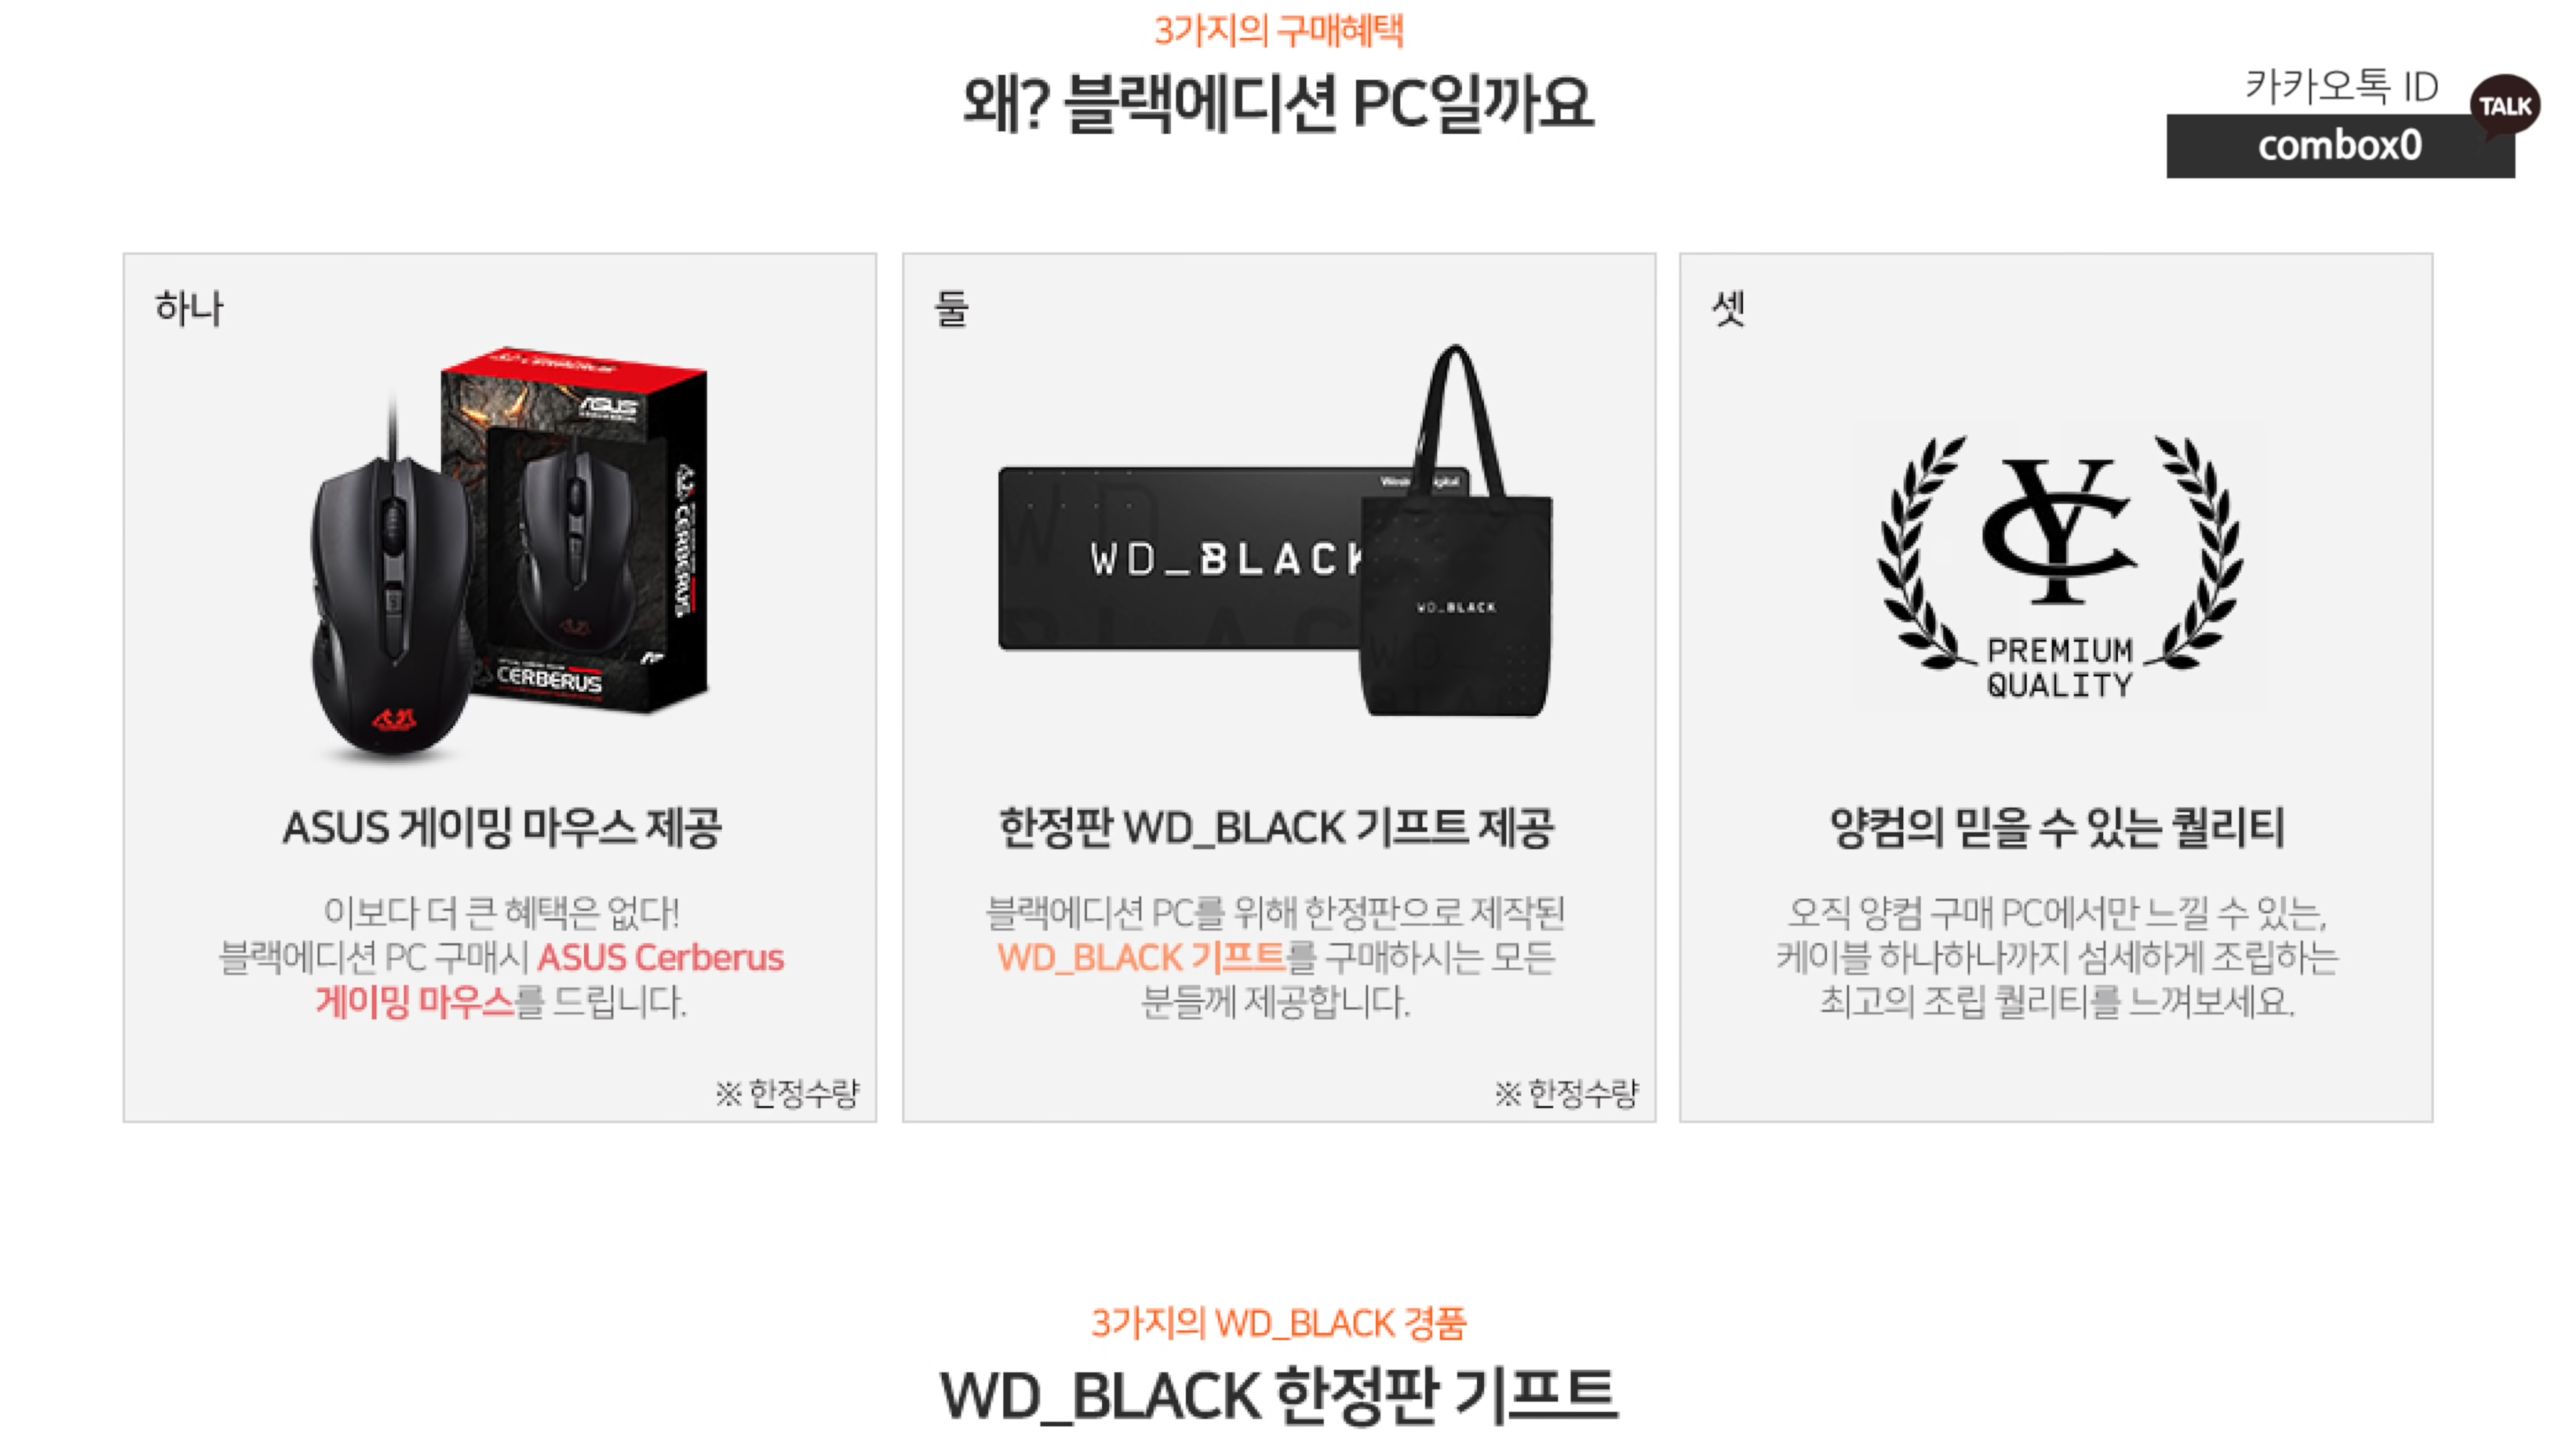 3가지의 구매혜택
왜? 블랙에디션 PC일까요
카카오톡 ID
TALK
combox0
하나
ASUS
CERBERUS
CERBERUS
ASUS 게이밍 마우스 제공
이보다 더 큰 혜택은 없다!
블랙에디션 PC 구매시 ASUS Cerberus
게이밍 마우스를 드립니다.
※ 한정수량
둘
WD_BLACK
WD_BLACK
한정판 WD_BLACK 기프트 제공
블랙에디션 PC를 위해 한정판으로 제작된
WD_BLACK 기프트를 구매하시는 모든
분들께 제공합니다.
※ 한정수량
셋
YC
PREMIUM
QUALITY
양컴의 믿을 수 있는 퀄리티
오직 양컴 구매 PC에서만 느낄 수 있는,
케이블 하나하나까지 섬세하게 조립하는
최고의 조립 퀄리티를 느껴보세요.
3가지의 WD_BLACK 경품
WD_BLACK 한정판 기프트